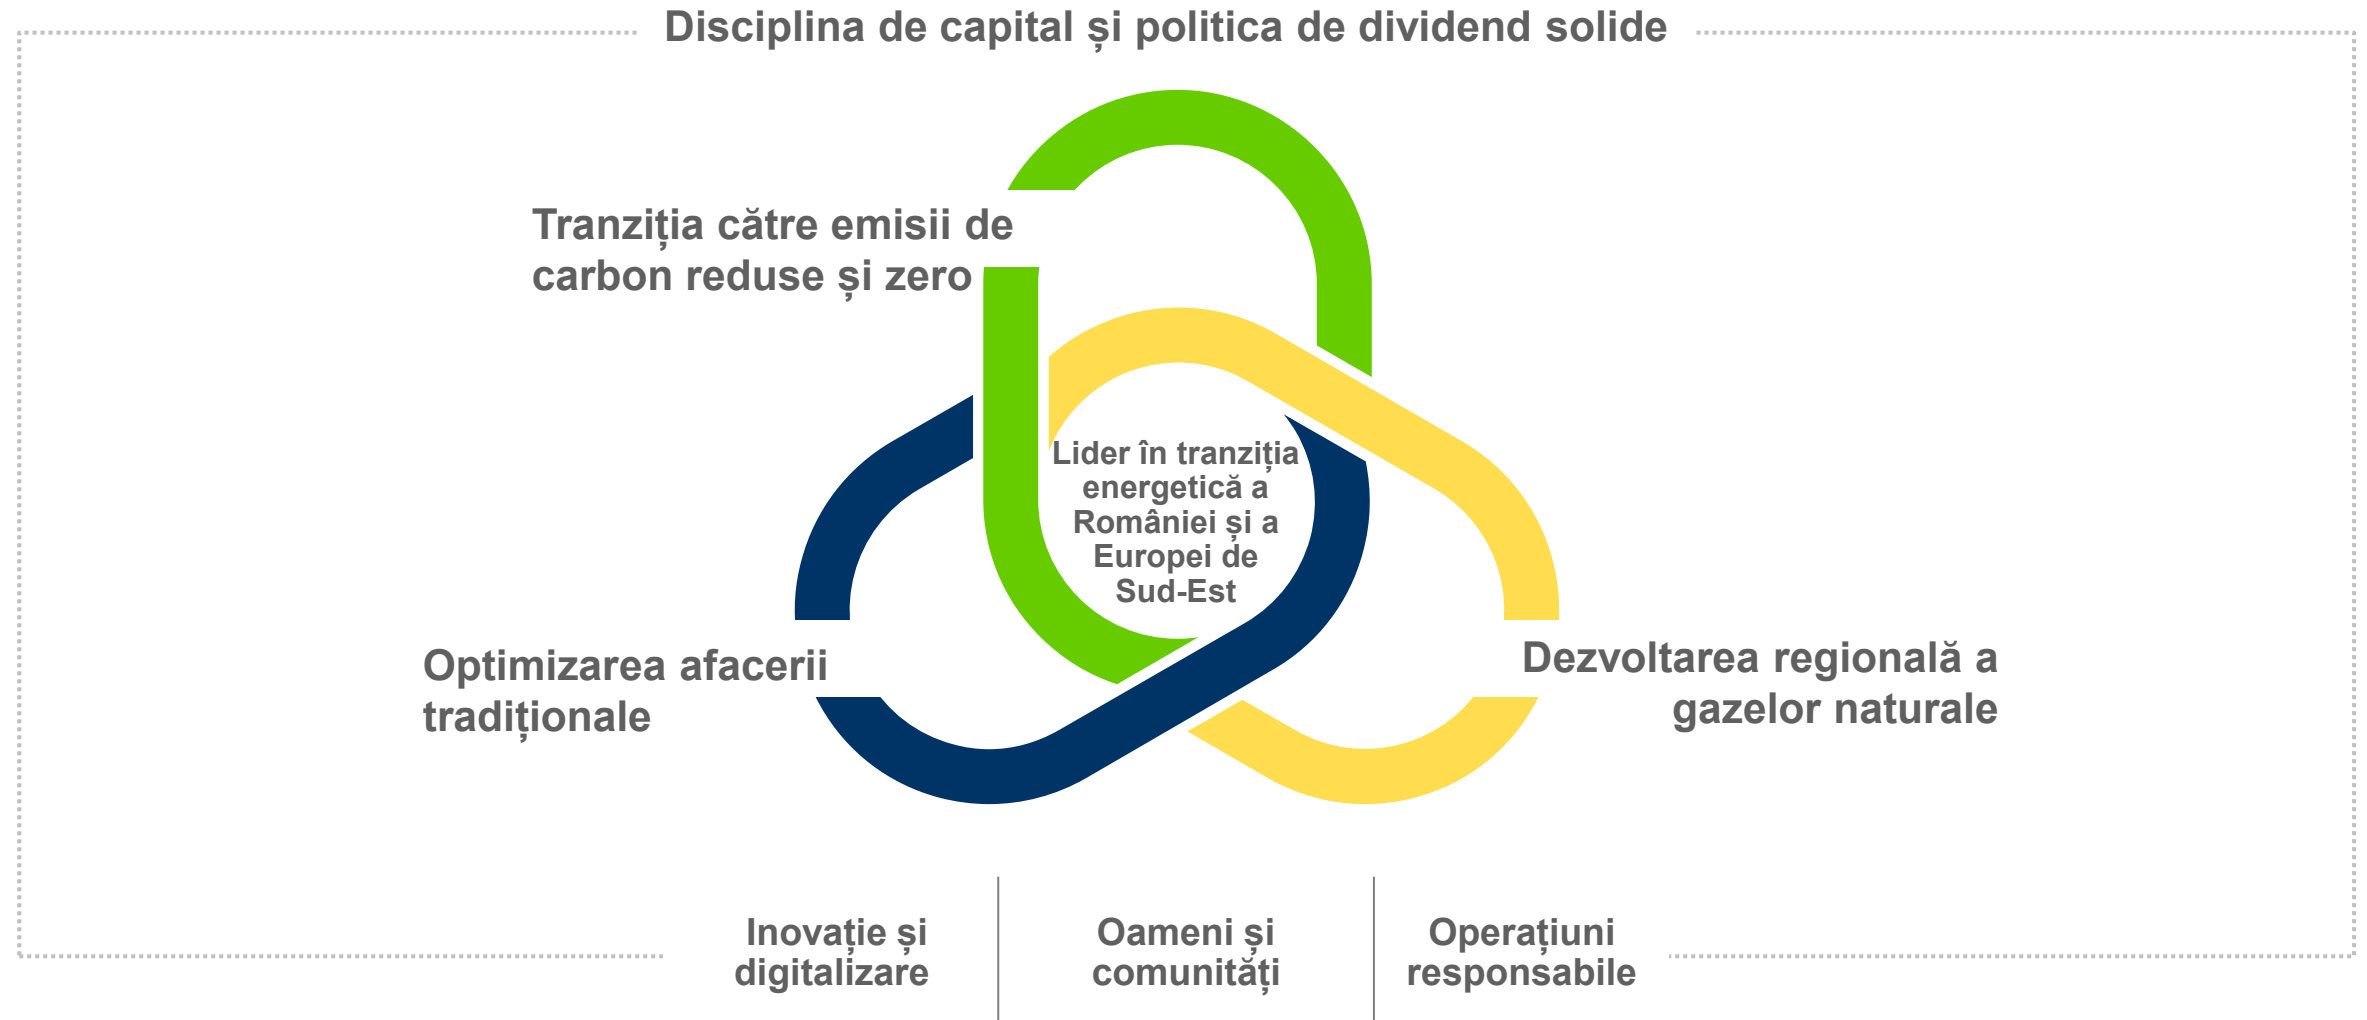 Disciplina de capital și politica de dividend solide
Tranziția către emisii de
carbon reduse și zero
Lider în tranziția
energetică a
României și a
Europei de
Sud-Est
Optimizarea afacerii
tradiționale
Dezvoltarea regională a
gazelor naturale
Inovație și
digitalizare
Oameni și
comunități
Operațiuni
responsabile